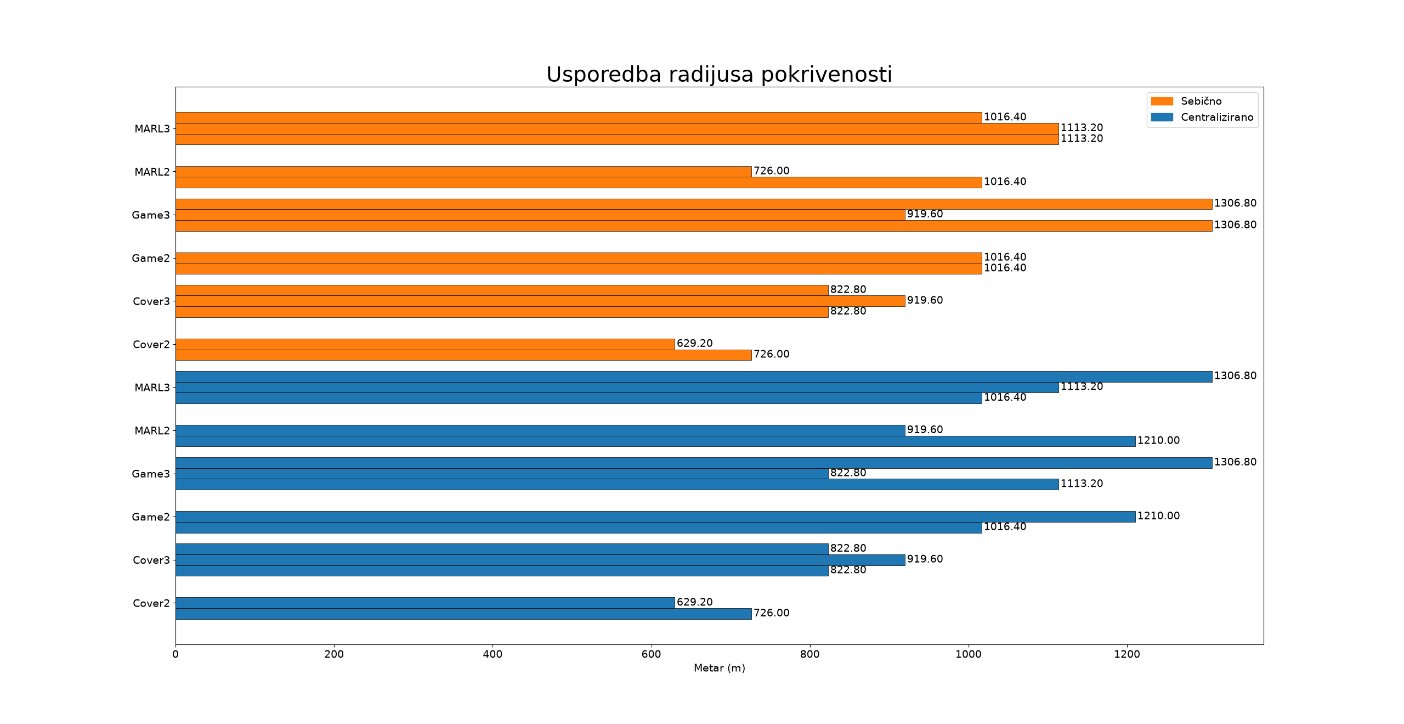 Usporedba radijusa pokrivenosti
Sebično
Centralizirano
MARL3
1016.40
1113.20
1113.20
MARL2
726.00
1016.40
Game3
1306.80
919.60
1306.80
Game2
1016.40
1016.40
Cover3
822.80
919.60
822.80
Cover2
629.20
726.00
MARL3
1306.80
1113.20
1016.40
MARL2
919.60
1210.00
Game3
1306.80
822.80
1113.20
Game2
1210.00
1016.40
Cover3
822.80
919.60
822.80
Cover2
629.20
726.00
0 200 400 600 800 1000 1200
Metar (m)